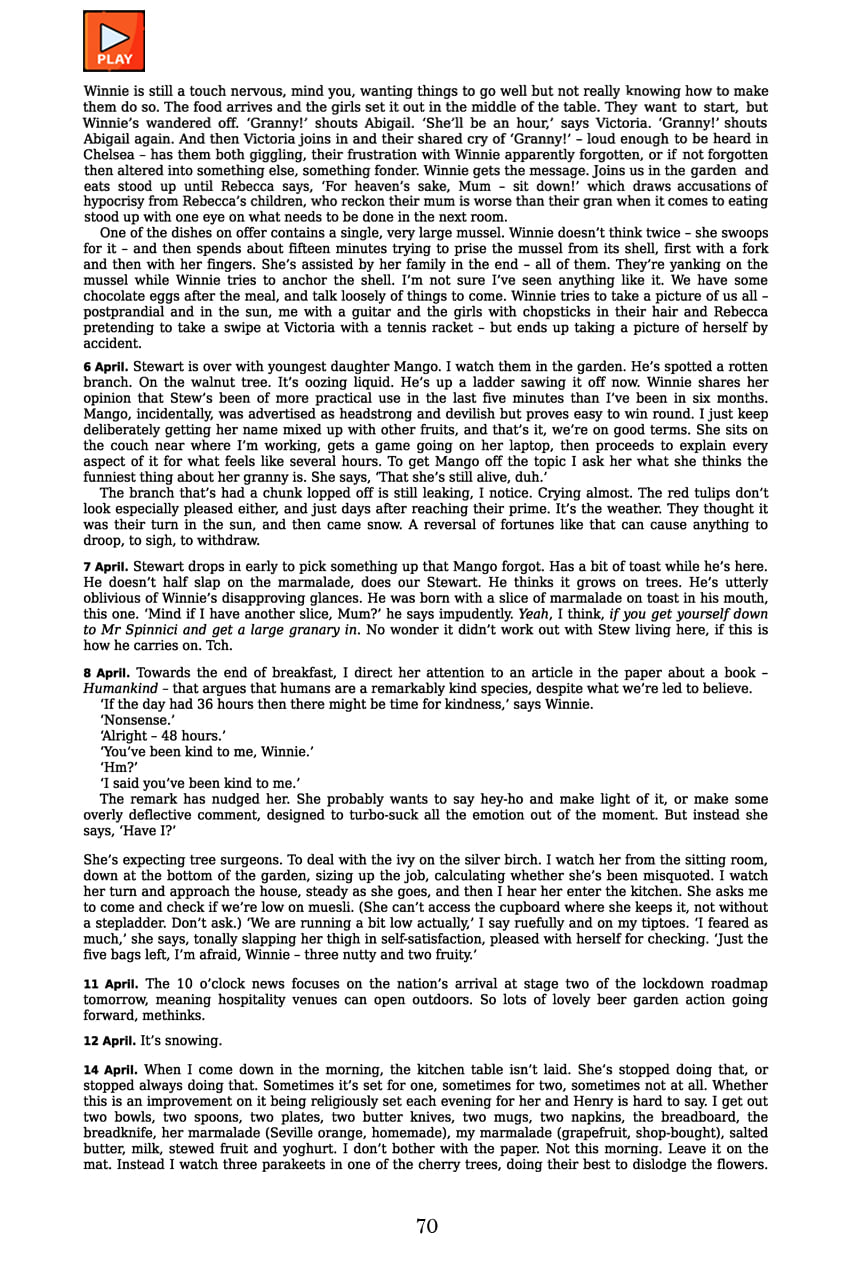 PLAY
Winnie is still a touch nervous, mind you, wanting things to go well but not really knowing how to make
them do so. The food arrives and the girls set it out in the middle of the table. They want to start, but
Winnie’s wandered off. ‘Granny!’ shouts Abigail. ‘She’ll be an hour,’ says Victoria. ‘Granny!’ shouts
Abigail again. And then Victoria joins in and their shared cry of ‘Granny!’ – loud enough to be heard in
Chelsea – has them both giggling, their frustration with Winnie apparently forgotten, or if not forgotten
then altered into something else, something fonder. Winnie gets the message. Joins us in the garden and
eats stood up until Rebecca says, ‘For heaven’s sake, Mum – sit down!’ which draws accusations of
hypocrisy from Rebecca’s children, who reckon their mum is worse than their gran when it comes to eating
stood up with one eye on what needs to be done in the next room.
One of the dishes on offer contains a single, very large mussel. Winnie doesn’t think twice – she swoops
for it – and then spends about fifteen minutes trying to prise the mussel from its shell, first with a fork
and then with her fingers. She’s assisted by her family in the end – all of them. They’re yanking on the
mussel while Winnie tries to anchor the shell. I’m not sure I’ve seen anything like it. We have some
chocolate eggs after the meal, and talk loosely of things to come. Winnie tries to take a picture of us all –
postprandial and in the sun, me with a guitar and the girls with chopsticks in their hair and Rebecca
pretending to take a swipe at Victoria with a tennis racket – but ends up taking a picture of herself by
accident.
6 April. Stewart is over with youngest daughter Mango. I watch them in the garden. He’s spotted a rotten
branch. On the walnut tree. It’s oozing liquid. He’s up a ladder sawing it off now. Winnie shares her
opinion that Stew’s been of more practical use in the last five minutes than I’ve been in six months.
Mango, incidentally, was advertised as headstrong and devilish but proves easy to win round. I just keep
deliberately getting her name mixed up with other fruits, and that’s it, we’re on good terms. She sits on
the couch near where I’m working, gets a game going on her laptop, then proceeds to explain every
aspect of it for what feels like several hours. To get Mango off the topic I ask her what she thinks the
funniest thing about her granny is. She says, ‘That she’s still alive, duh.’
The branch that’s had a chunk lopped off is still leaking, I notice. Crying almost. The red tulips don’t
look especially pleased either, and just days after reaching their prime. It’s the weather. They thought it
was their turn in the sun, and then came snow. A reversal of fortunes like that can cause anything to
droop, to sigh, to withdraw.
7 April. Stewart drops in early to pick something up that Mango forgot. Has a bit of toast while he’s here.
He doesn’t half slap on the marmalade, does our Stewart. He thinks it grows on trees. He’s utterly
oblivious of Winnie’s disapproving glances. He was born with a slice of marmalade on toast in his mouth,
this one. ‘Mind if I have another slice, Mum?’ he says impudently. Yeah, I think, if you get yourself down
to Mr Spinnici and get a large granary in. No wonder it didn’t work out with Stew living here, if this is
how he carries on. Tch.
8 April. Towards the end of breakfast, I direct her attention to an article in the paper about a book –
Humankind – that argues that humans are a remarkably kind species, despite what we’re led to believe.
‘If the day had 36 hours then there might be time for kindness,’ says Winnie.
‘Nonsense.’
‘Alright – 48 hours.’
‘You’ve been kind to me, Winnie.’
‘Hm?’
‘I said you’ve been kind to me.’
The remark has nudged her. She probably wants to say hey-ho and make light of it, or make some
overly deflective comment, designed to turbo-suck all the emotion out of the moment. But instead she
says, ‘Have I?’
She’s expecting tree surgeons. To deal with the ivy on the silver birch. I watch her from the sitting room,
down at the bottom of the garden, sizing up the job, calculating whether she’s been misquoted. I watch
her turn and approach the house, steady as she goes, and then I hear her enter the kitchen. She asks me
to come and check if we’re low on muesli. (She can’t access the cupboard where she keeps it, not without
a stepladder. Don’t ask.) ‘We are running a bit low actually,’ I say ruefully and on my tiptoes. ‘I feared as
much,’ she says, tonally slapping her thigh in self-satisfaction, pleased with herself for checking. ‘Just the
five bags left, I’m afraid, Winnie – three nutty and two fruity.’
11 April. The 10 o’clock news focuses on the nation’s arrival at stage two of the lockdown roadmap
tomorrow, meaning hospitality venues can open outdoors. So lots of lovely beer garden action going
forward, methinks.
12 April. It’s snowing.
14 April. When I come down in the morning, the kitchen table isn’t laid. She’s stopped doing that, or
stopped always doing that. Sometimes it’s set for one, sometimes for two, sometimes not at all. Whether
this is an improvement on it being religiously set each evening for her and Henry is hard to say. I get out
two bowls, two spoons, two plates, two butter knives, two mugs, two napkins, the breadboard, the
breadknife, her marmalade (Seville orange, homemade), my marmalade (grapefruit, shop-bought), salted
butter, milk, stewed fruit and yoghurt. I don’t bother with the paper. Not this morning. Leave it on the
mat. Instead I watch three parakeets in one of the cherry trees, doing their best to dislodge the flowers.
70